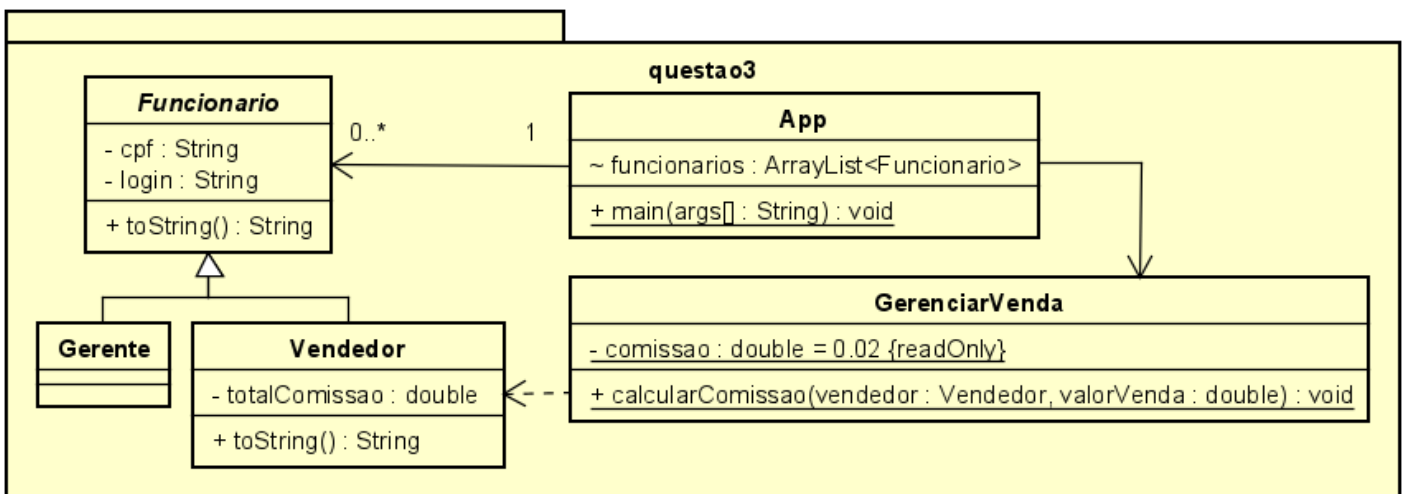 questao3
Funcionario
- cpf : String
- login : String
+ toString() : String
0..*
1
App
~ funcionarios : ArrayList<Funcionario>
+ main(args[] : String) : void
Gerente
Vendedor
- totalComissao : double
+ toString() : String
GerenciarVenda
- comissao : double = 0.02 {readOnly}
+ calcularComissao(vendedor : Vendedor, valorVenda : double) : void